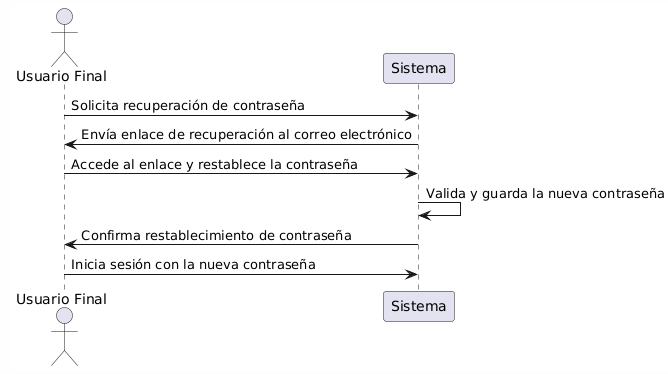 Usuario Final
Sistema
Solicita recuperación de contraseña
Envía enlace de recuperación al correo electrónico
Accede al enlace y restablece la contraseña
Valida y guarda la nueva contraseña
Confirma restablecimiento de contraseña
Inicia sesión con la nueva contraseña
Usuario Final
Sistema